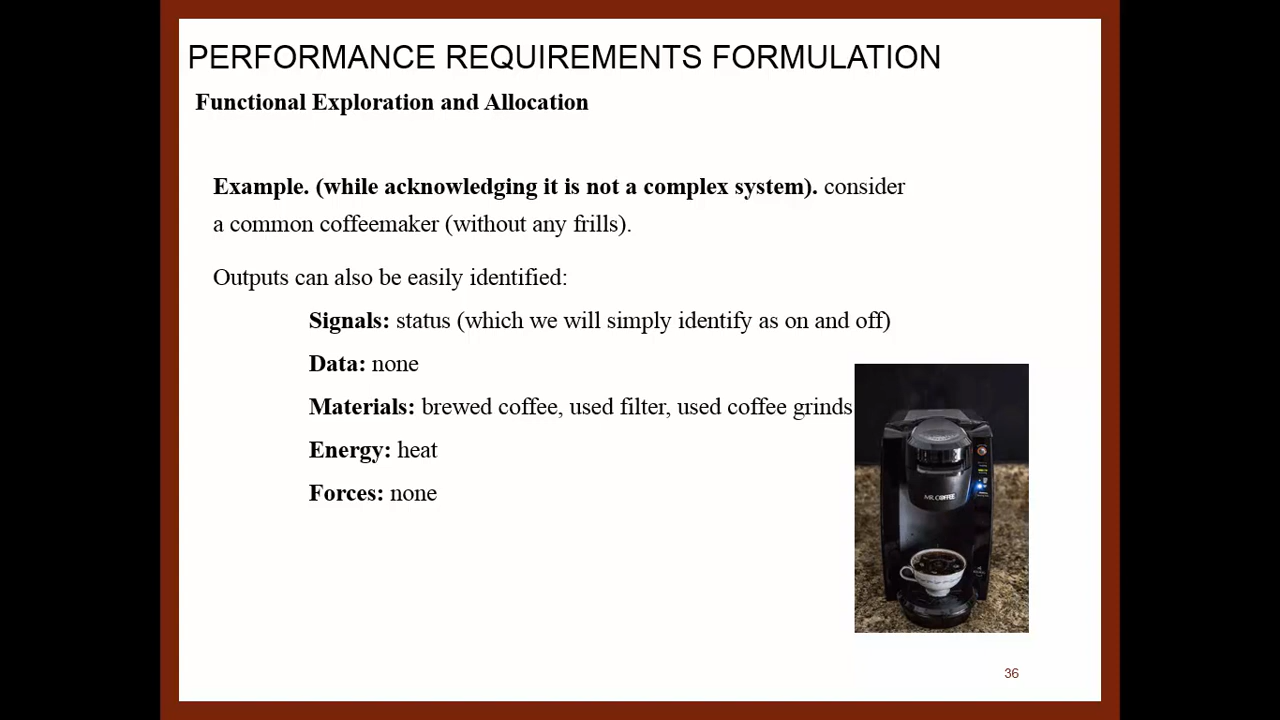 PERFORMANCE REQUIREMENTS FORMULATION
Functional Exploration and Allocation
Example. (while acknowledging it is not a complex system). consider
a common coffeemaker (without any frills).
Outputs can also be easily identified:
Signals: status (which we will simply identify as on and off)
Data: none
Materials: brewed coffee, used filter, used coffee grinds
Energy: heat
Forces: none
MR. COFFEE
36